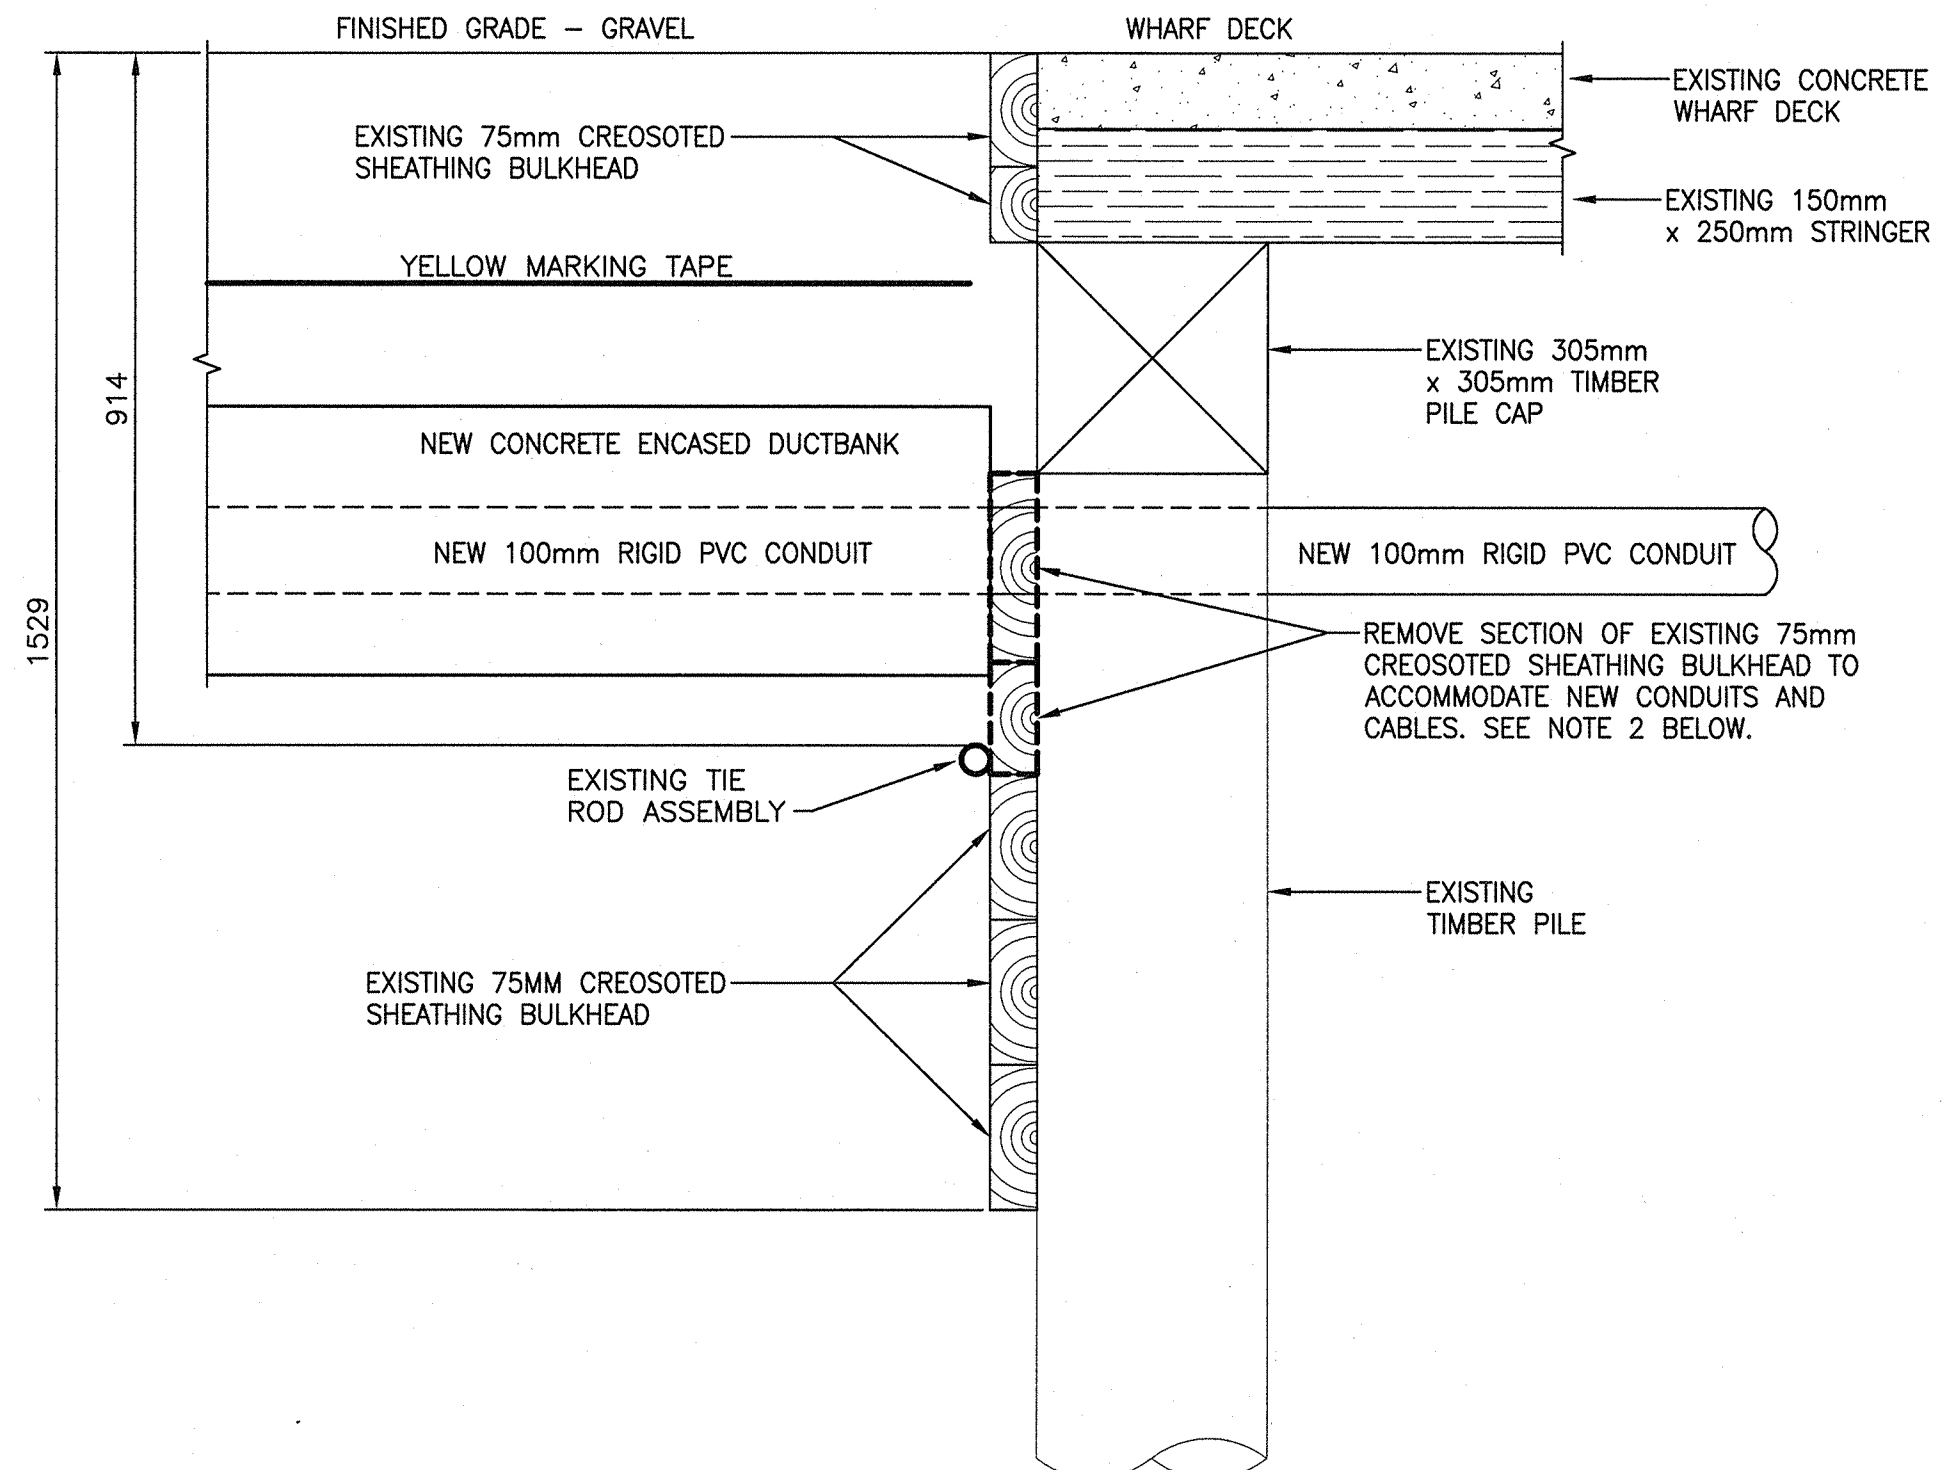 FINISHED GRADE – GRAVEL
WHARF DECK
EXISTING CONCRETE
WHARF DECK
EXISTING 75mm CREOSOTED
SHEATHING BULKHEAD
EXISTING 150mm
x 250mm STRINGER
YELLOW MARKING TAPE
EXISTING 305mm
x 305mm TIMBER
PILE CAP
914
NEW CONCRETE ENCASED DUCTBANK
NEW 100mm RIGID PVC CONDUIT
NEW 100mm RIGID PVC CONDUIT
1529
REMOVE SECTION OF EXISTING 75mm
CREOSOTED SHEATHING BULKHEAD TO
ACCOMMODATE NEW CONDUITS AND
CABLES. SEE NOTE 2 BELOW.
EXISTING TIE
ROD ASSEMBLY
EXISTING
TIMBER PILE
EXISTING 75MM CREOSOTED
SHEATHING BULKHEAD